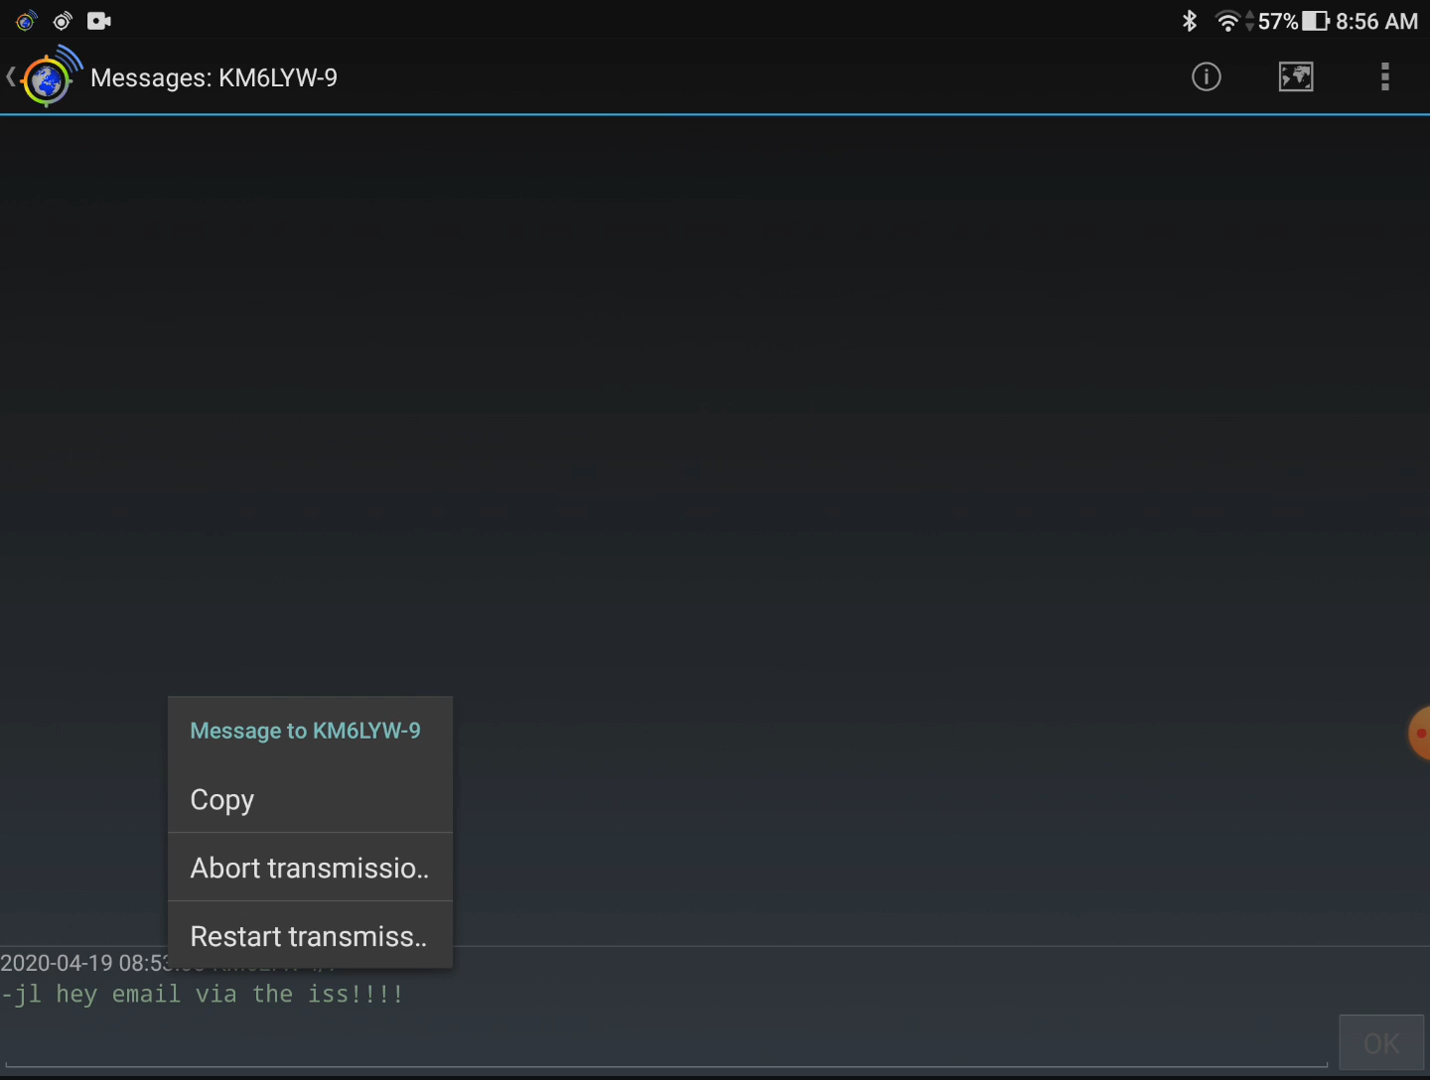 57% 8:56 AM
Messages: KM6LYW-9
Message to KM6LYW-9
Copy
Abort transmissio..
Restart transmiss..
2020-04-19 08:53
-jl hey email via the iss!!!!
OK